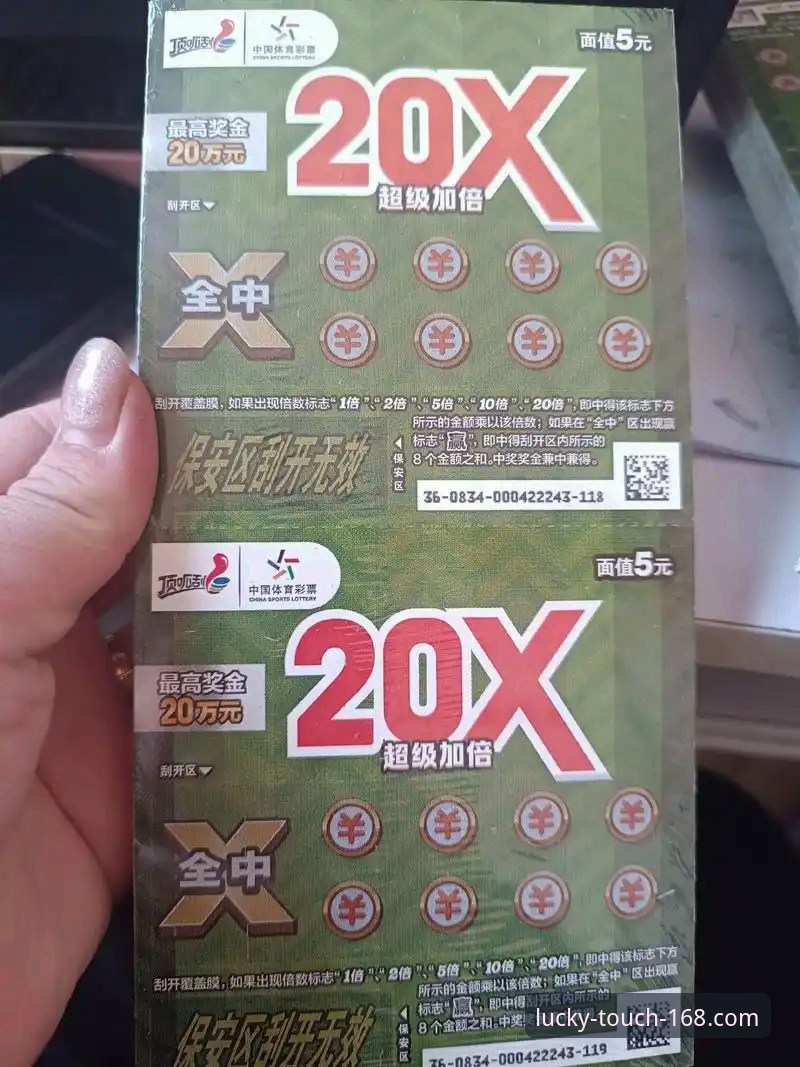 顶呱刮
中国体育彩票
CHINA SPORTS LOTTERY
面值5元
20X
超级加倍
最高奖金
20万元
刮开区
X
全中
刮开覆盖膜，如果出现倍数标志“1倍”、“2倍”、“5倍”、“10倍”、“20倍”，即中得该标志下方
所示的金额乘以该倍数；如果在“全中”区出现赢
标志“赢”，即中得刮开区内所示的
8个金额之和。中奖奖金兼中兼得。
保安区刮开无效
保安区
36-0834-000422243-118
顶呱刮
中国体育彩票
CHINA SPORTS LOTTERY
面值5元
20X
超级加倍
最高奖金
20万元
刮开区
X
全中
刮开覆盖膜，如果出现倍数标志“1倍”、“2倍”、“5倍”、“10倍”、“20倍”，即中得该标志下方
所示的金额乘以该倍数；如果在“全中”区出现赢
标志“赢”，即中得刮开区内所示的
8个金额之和。中奖
保安区刮开无效
保安区
36-0834-000422243-119
lucky-touch-168.com